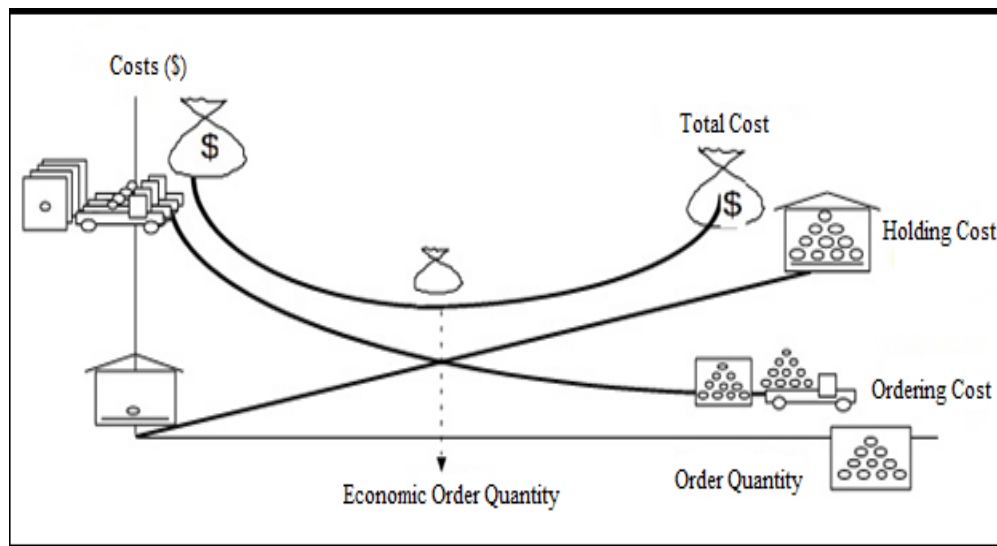 Costs ($)
$
Total Cost
$
Holding Cost
Ordering Cost
Order Quantity
Economic Order Quantity